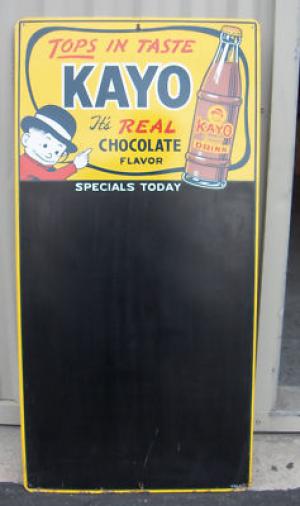 TOPS IN TASTE
KAYO
It's REAL
CHOCOLATE
FLAVOR
KAYO
DRINK
SPECIALS TODAY